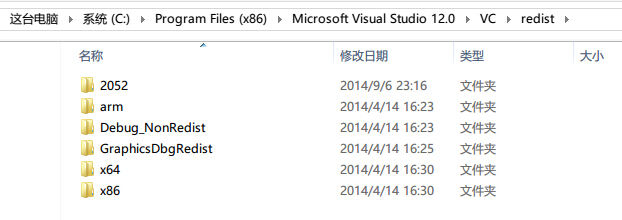 这台电脑 ▸ 系统 (C:) ▸ Program Files (x86) ▸ Microsoft Visual Studio 12.0 ▸ VC ▸ redist ▸
名称 修改日期 类型 大小
2052 2014/9/6 23:16 文件夹
arm 2014/4/14 16:23 文件夹
Debug_NonRedist 2014/4/14 16:23 文件夹
GraphicsDbgRedist 2014/4/14 16:25 文件夹
x64 2014/4/14 16:30 文件夹
x86 2014/4/14 16:30 文件夹